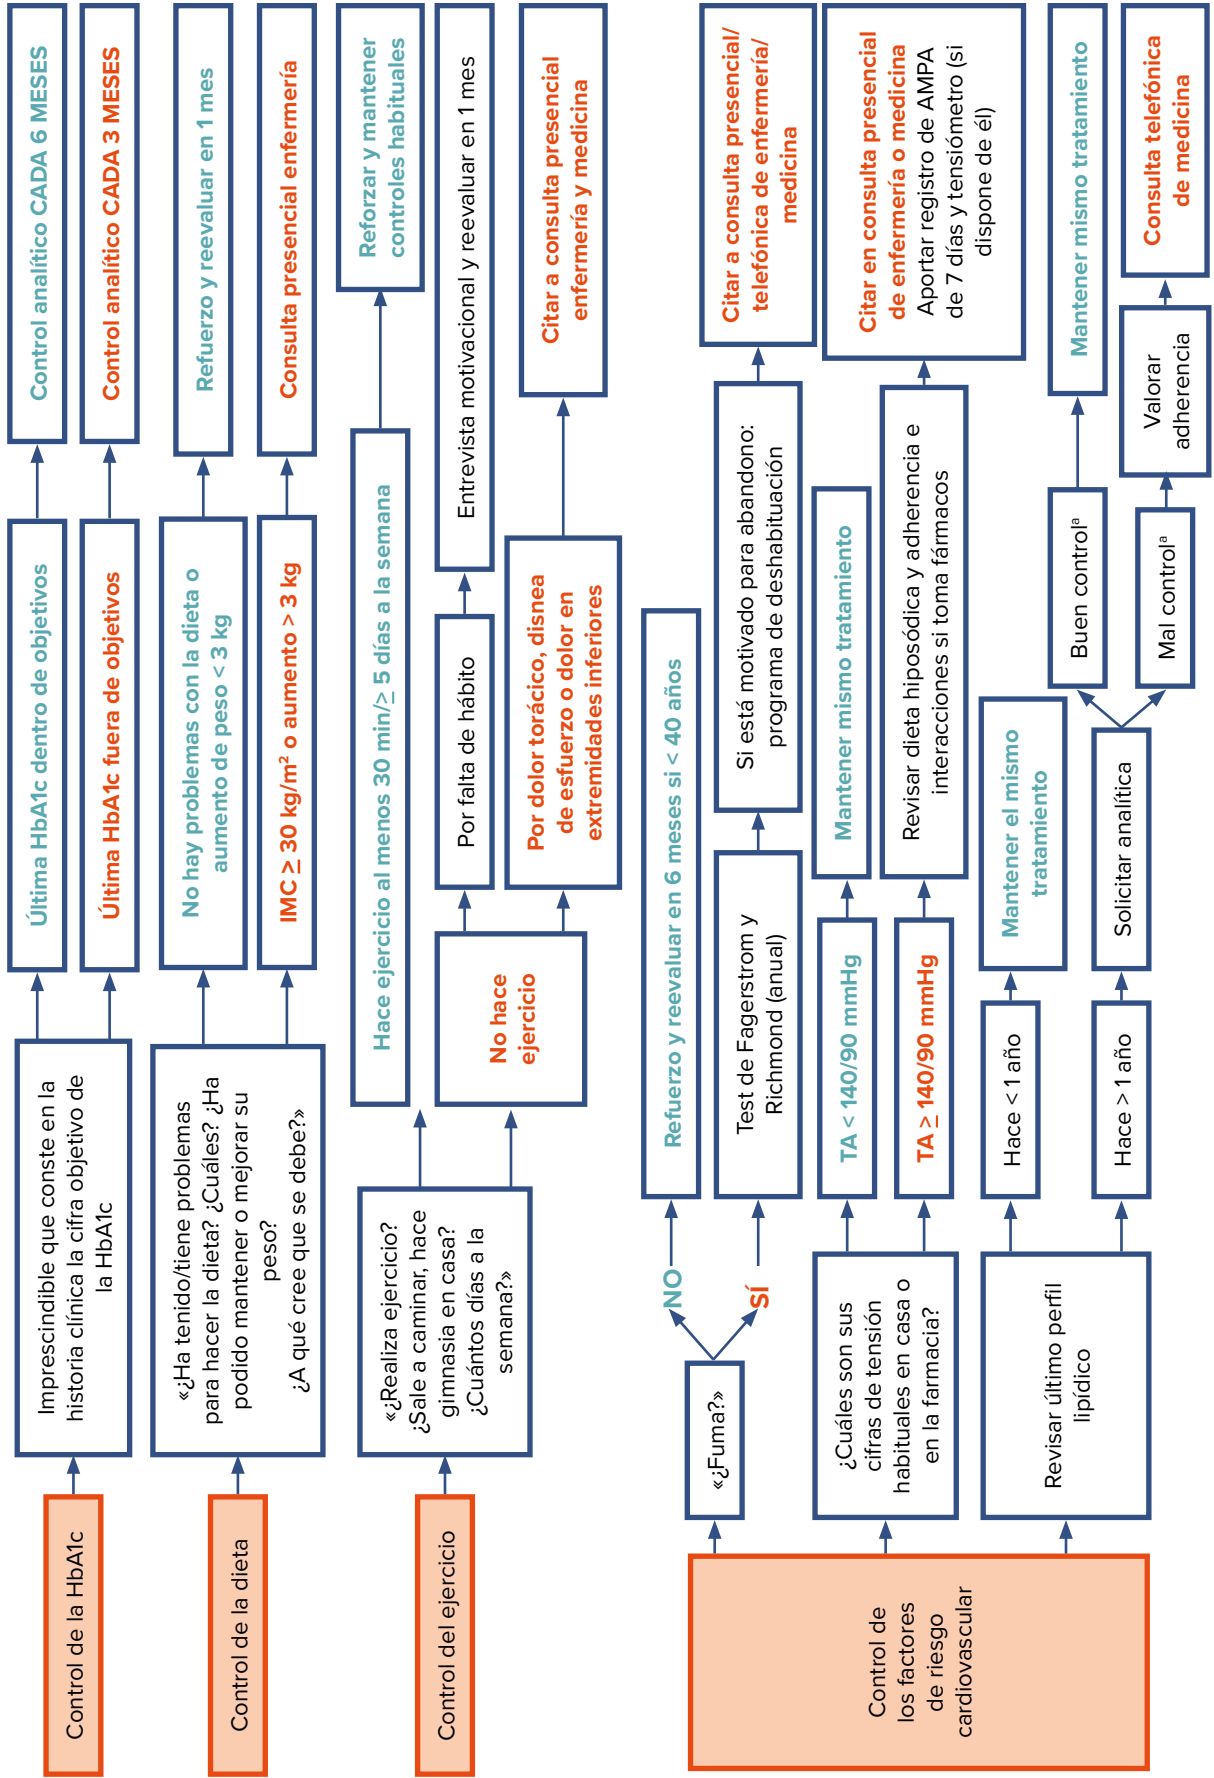 Control de la HbA1c
Imprescindible que conste en la
historia clínica la cifra objetivo de
la HbA1c
Última HbA1c dentro de objetivos
Control analítico CADA 6 MESES
Última HbA1c fuera de objetivos
Control analítico CADA 3 MESES
Control de la dieta
«¿Ha tenido/tiene problemas
para hacer la dieta? ¿Cuáles? ¿Ha
podido mantener o mejorar su
peso?
¿A qué cree que se debe?»
No hay problemas con la dieta o
aumento de peso < 3 kg
Refuerzo y reevaluar en 1 mes
IMC ≥ 30 kg/m² o aumento > 3 kg
Consulta presencial enfermería
Control del ejercicio
«¿Realiza ejercicio?
¿Sale a caminar, hace
gimnasia en casa?
¿Cuántos días a la
semana?»
Hace ejercicio al menos 30 min/≥ 5 días a la semana
Reforzar y mantener
controles habituales
No hace
ejercicio
Por falta de hábito
Entrevista motivacional y reevaluar en 1 mes
Por dolor torácico, disnea
de esfuerzo o dolor en
extremidades inferiores
Citar a consulta presencial
enfermería y medicina
Control de
los factores
de riesgo
cardiovascular
«¿Fuma?»
NO
Refuerzo y reevaluar en 6 meses si < 40 años
SÍ
Test de Fagerstrom y
Richmond (anual)
Si está motivado para abandono:
programa de deshabituación
Citar a consulta presencial/
telefónica de enfermería/
medicina
¿Cuáles son sus
cifras de tensión
habituales en casa o
en la farmacia?
TA < 140/90 mmHg
Mantener mismo tratamiento
TA ≥ 140/90 mmHg
Revisar dieta hiposódica y adherencia e
interacciones si toma fármacos
Citar en consulta presencial
de enfermería o medicina
Aportar registro de AMPA
de 7 días y tensiómetro (si
dispone de él)
Revisar último perfil
lipídico
Hace < 1 año
Mantener el mismo
tratamiento
Hace > 1 año
Solicitar analítica
Buen controlª
Mantener mismo tratamiento
Mal controlª
Valorar
adherencia
Consulta telefónica
de medicina